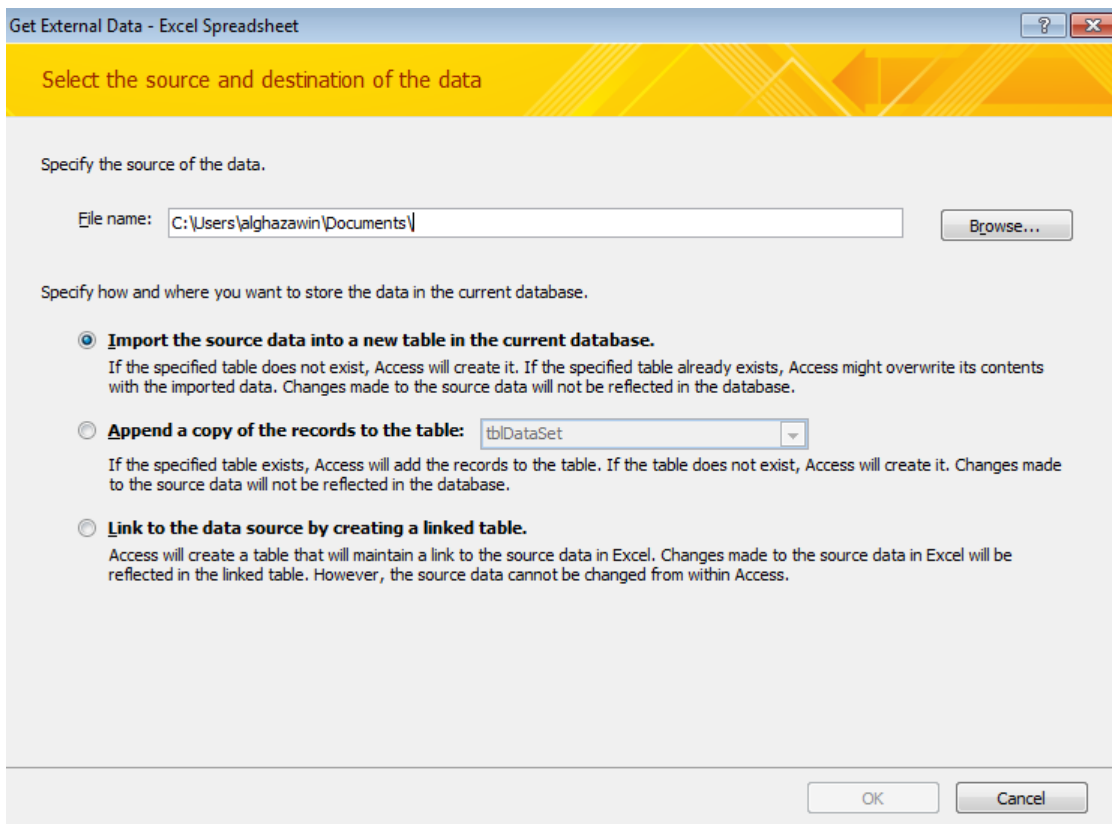 Get External Data - Excel Spreadsheet
Select the source and destination of the data
Specify the source of the data.
File name: C:\Users\alghazawin\Documents\ Browse...
Specify how and where you want to store the data in the current database.
Import the source data into a new table in the current database.
If the specified table does not exist, Access will create it. If the specified table already exists, Access might overwrite its contents
with the imported data. Changes made to the source data will not be reflected in the database.
Append a copy of the records to the table: tblDataSet
If the specified table exists, Access will add the records to the table. If the table does not exist, Access will create it. Changes made
to the source data will not be reflected in the database.
Link to the data source by creating a linked table.
Access will create a table that will maintain a link to the source data in Excel. Changes made to the source data in Excel will be
reflected in the linked table. However, the source data cannot be changed from within Access.
OK Cancel